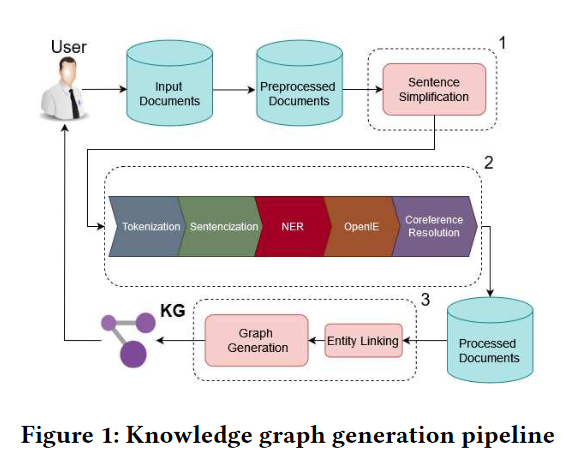 User
1
Input
Documents
Preprocessed
Documents
Sentence
Simplification
2
Tokenization
Sentencization
NER
OpenIE
Coreference
Resolution
3
KG
Graph
Generation
Entity Linking
Processed
Documents
Figure 1: Knowledge graph generation pipeline